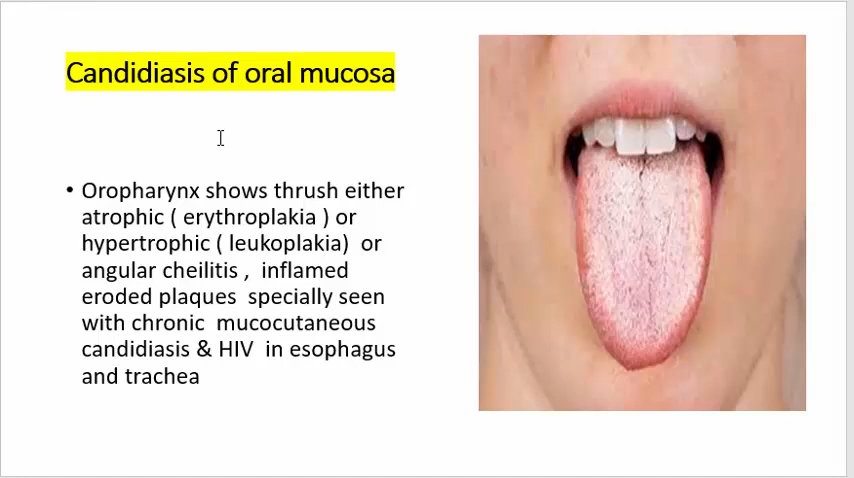 Candidiasis of oral mucosa
• Oropharynx shows thrush either
atrophic ( erythroplakia ) or
hypertrophic ( leukoplakia)  or
angular cheilitis ,  inflamed
eroded plaques  specially seen
with chronic  mucocutaneous
candidiasis & HIV  in esophagus
and trachea